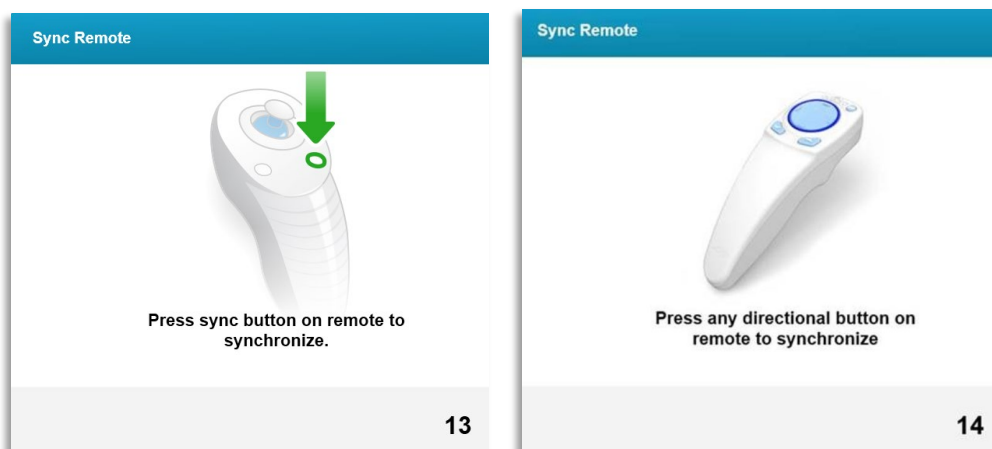 Sync Remote
Press sync button on remote to
synchronize.
13
Sync Remote
Press any directional button on
remote to synchronize
14